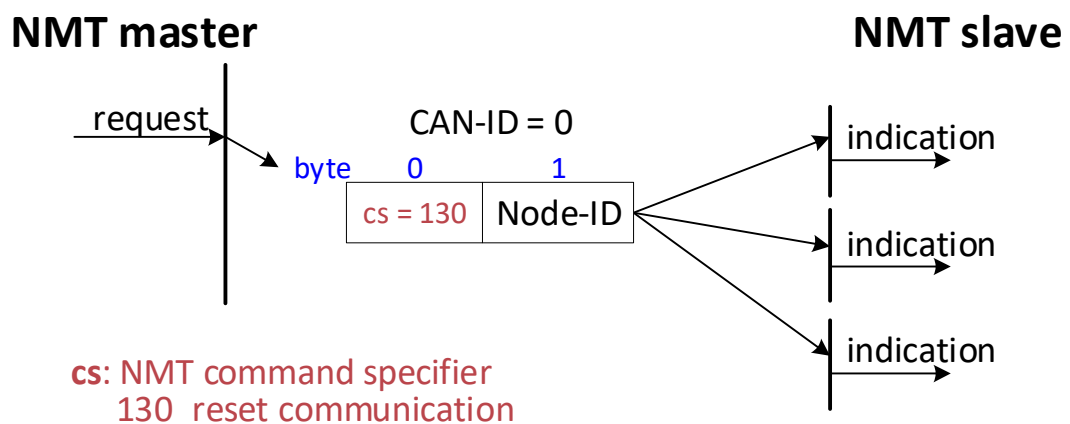 NMT master
NMT slave
request
CAN-ID = 0
indication
byte 0 1
cs = 130 Node-ID
indication
indication
cs: NMT command specifier
130 reset communication